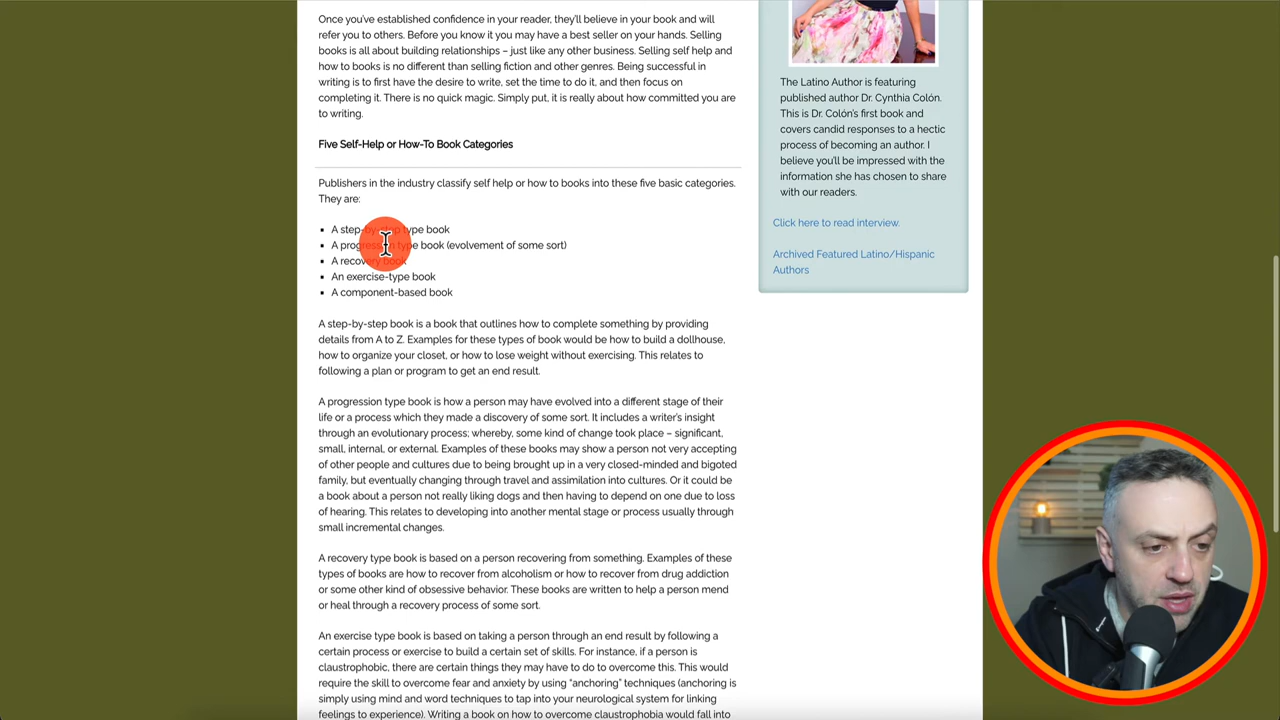 Once you've established confidence in your reader, they'll believe in your book and will
refer you to others. Before you know it you may have a best seller on your hands. Selling
books is all about building relationships – just like any other business. Selling self help and
how to books is no different than selling fiction and other genres. Being successful in
writing is to first have the desire to write, set the time to do it, and then focus on
completing it. There is no quick magic. Simply put, it is really about how committed you are
to writing.
Five Self-Help or How-To Book Categories
Publishers in the industry classify self help or how to books into these five basic categories.
They are:
A step-by-step type book
A progression type book (evolvement of some sort)
A recovery book
An exercise-type book
A component-based book
A step-by-step book is a book that outlines how to complete something by providing
details from A to Z. Examples for these types of book would be how to build a dollhouse,
how to organize your closet, or how to lose weight without exercising. This relates to
following a plan or program to get an end result.
A progression type book is how a person may have evolved into a different stage of their
life or a process which they made a discovery of some sort. It includes a writer's insight
through an evolutionary process; whereby, some kind of change took place – significant,
small, internal, or external. Examples of these books may show a person not very accepting
of other people and cultures due to being brought up in a very closed-minded and bigoted
family, but eventually changing through travel and assimilation into cultures. Or it could be
a book about a person not really liking dogs and then having to depend on one due to loss
of hearing. This relates to developing into another mental stage or process usually through
small incremental changes.
A recovery type book is based on a person recovering from something. Examples of these
types of books are how to recover from alcoholism or how to recover from drug addiction
or some other kind of obsessive behavior. These books are written to help a person mend
or heal through a recovery process of some sort.
An exercise type book is based on taking a person through an end result by following a
certain process or exercise to build a certain set of skills. For instance, if a person is
claustrophobic, there are certain things they may have to do to overcome this. This would
require the skill to overcome fear and anxiety by using "anchoring" techniques (anchoring is
simply using mind and word techniques to tap into your neurological system for linking
feelings to experience). Writing a book on how to overcome claustrophobia would fall into
The Latino Author is featuring
published author Dr. Cynthia Colón.
This is Dr. Colón's first book and
covers candid responses to a hectic
process of becoming an author. I
believe you'll be impressed with the
information she has chosen to share
with our readers.
Click here to read interview.
Archived Featured Latino/Hispanic
Authors